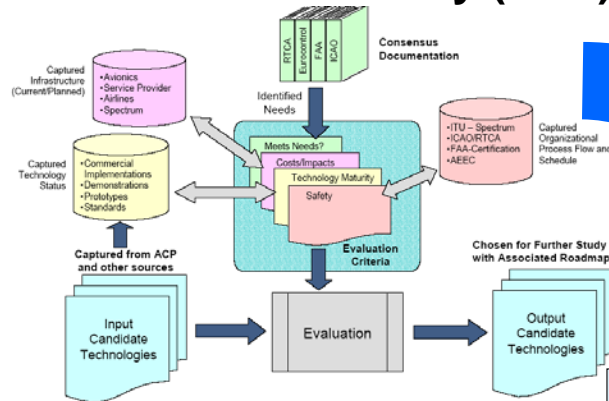 RTCA
Eurocontrol
FAA
ICAO
Consensus
Documentation
Captured
Infrastructure
(Current/Planned)
•Avionics
•Service Provider
•Airlines
•Spectrum
Identified
Needs
•ITU – Spectrum
•ICAO/RTCA
•FAA-Certification
•AEEC
Captured
Organizational
Process Flow and
Schedule
Captured
Technology
Status
•Commercial
Implementations
•Demonstrations
•Prototypes
•Standards
Meets Needs?
Costs/Impacts
Technology Maturity
Safety
Evaluation
Criteria
Captured from ACP
and other sources
Chosen for Further Study
with Associated Roadmap
Input
Candidate
Technologies
Evaluation
Output
Candidate
Technologies